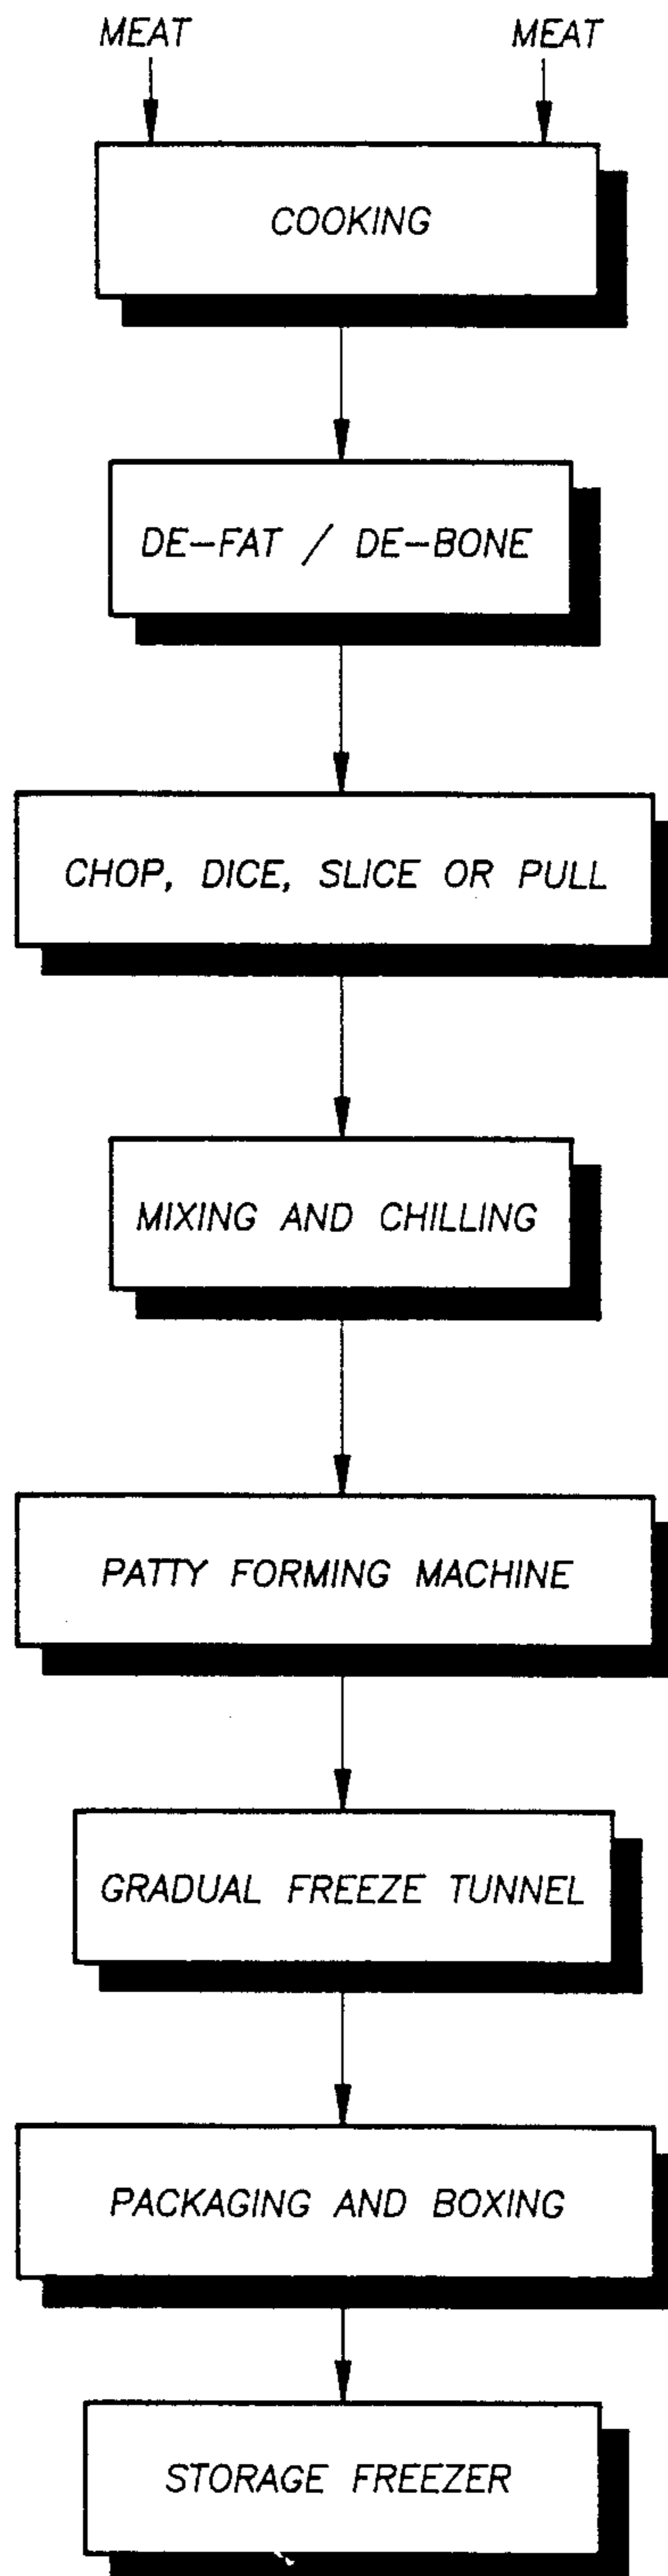 MEAT MEAT
COOKING
DE-FAT / DE-BONE
CHOP, DICE, SLICE OR PULL
MIXING AND CHILLING
PATTY FORMING MACHINE
GRADUAL FREEZE TUNNEL
PACKAGING AND BOXING
STORAGE FREEZER